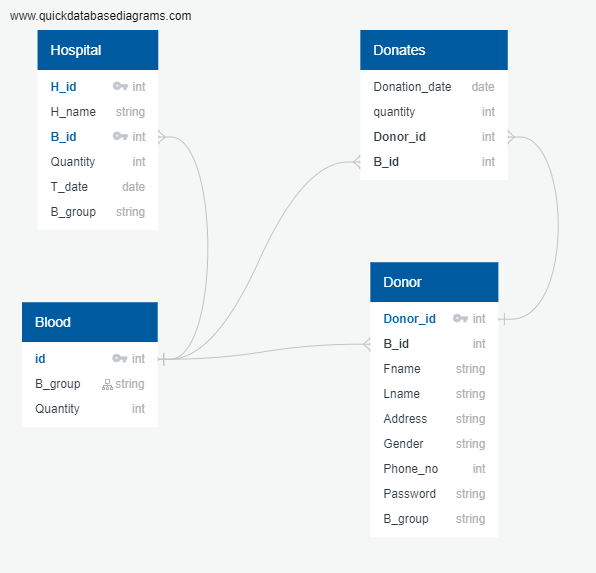 www.quickdatabasediagrams.com
Hospital
H_id int
H_name string
B_id int
Quantity int
T_date date
B_group string
Donates
Donation_date date
quantity int
Donor_id int
B_id int
Blood
id int
B_group string
Quantity int
Donor
Donor_id int
B_id int
Fname string
Lname string
Address string
Gender string
Phone_no int
Password string
B_group string